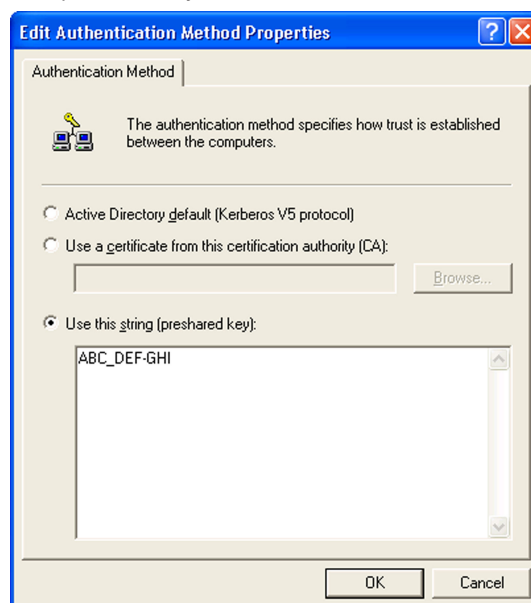 Edit Authentication Method Properties
Authentication Method
The authentication method specifies how trust is established
between the computers.
Active Directory default (Kerberos V5 protocol)
Use a certificate from this certification authority (CA):
Browse...
Use this string (preshared key):
ABC_DEF-GHI
OK Cancel